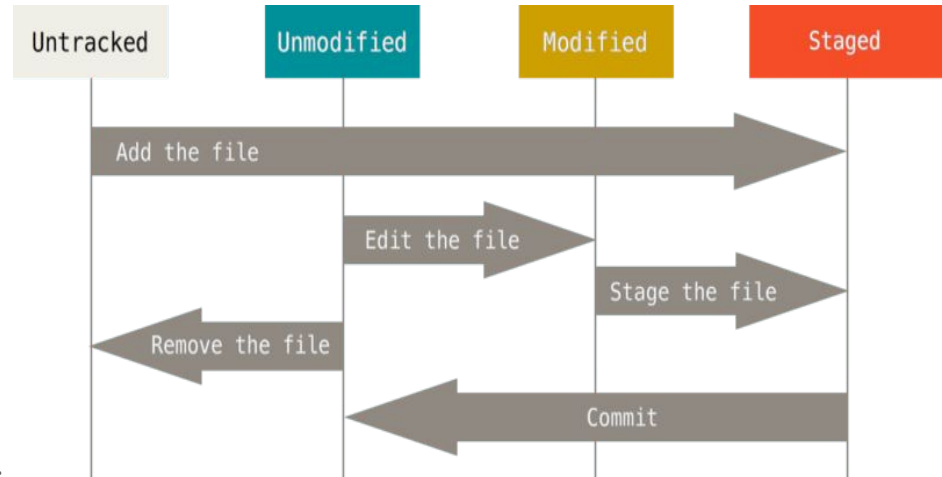 Untracked
Unmodified
Modified
Staged
Add the file
Edit the file
Stage the file
Remove the file
Commit